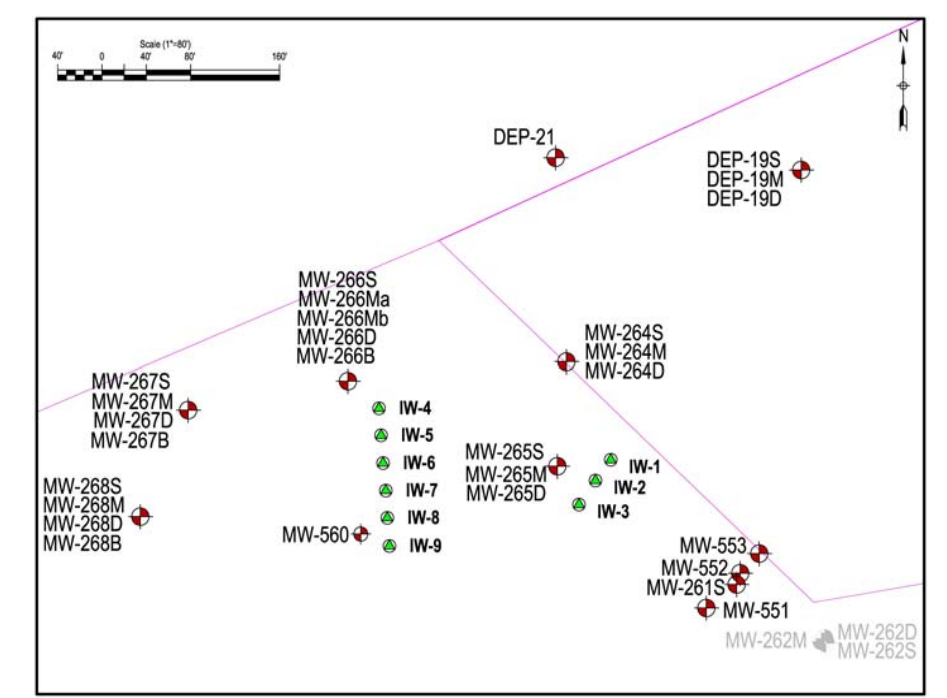 Scale (1"=80')
40' 0 40' 80' 160'
N
DEP-21
DEP-19S
DEP-19M
DEP-19D
MW-266S
MW-266Ma
MW-266Mb
MW-266D
MW-266B
MW-264S
MW-264M
MW-264D
MW-267S
MW-267M
MW-267D
MW-267B
IW-4
IW-5
IW-6
IW-7
IW-8
IW-9
MW-265S
MW-265M
MW-265D
IW-1
IW-2
IW-3
MW-268S
MW-268M
MW-268D
MW-268B
MW-560
MW-553
MW-552
MW-261S
MW-551
MW-262M
MW-262D
MW-262S